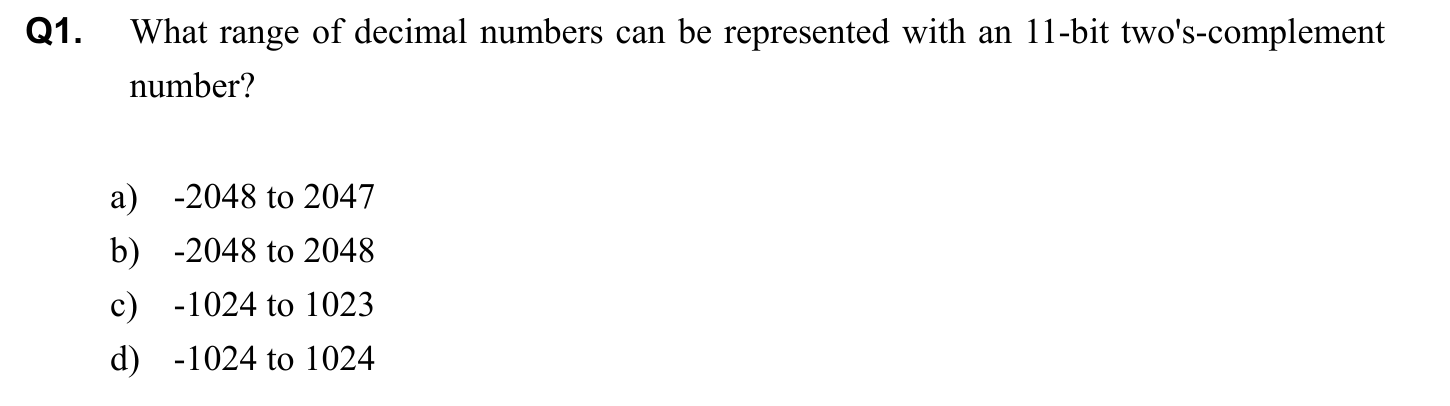 Q1. What range of decimal numbers can be represented with an 11-bit two's-complement
number?
a) -2048 to 2047
b) -2048 to 2048
c) -1024 to 1023
d) -1024 to 1024